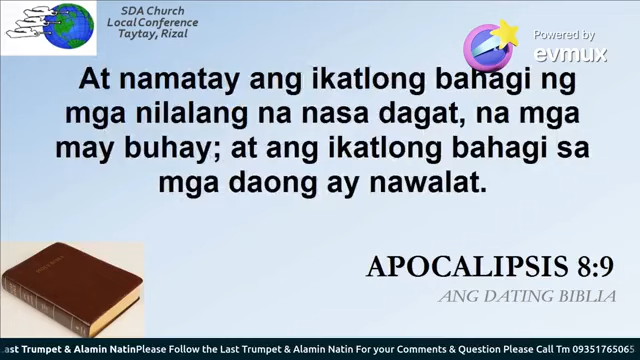 SDA Church
Local Conference
Taytay, Rizal
Powered by
evmux
At namatay ang ikatlong bahagi ng
mga nilalang na nasa dagat, na mga
may buhay; at ang ikatlong bahagi sa
mga daong ay nawalat.
APOCALIPSIS 8:9
ANG DATING BIBLIA
ast Trumpet & Alamin NatinPlease Follow the Last Trumpet & Alamin Natin For your Comments & Question Please Call Tm 09351765065